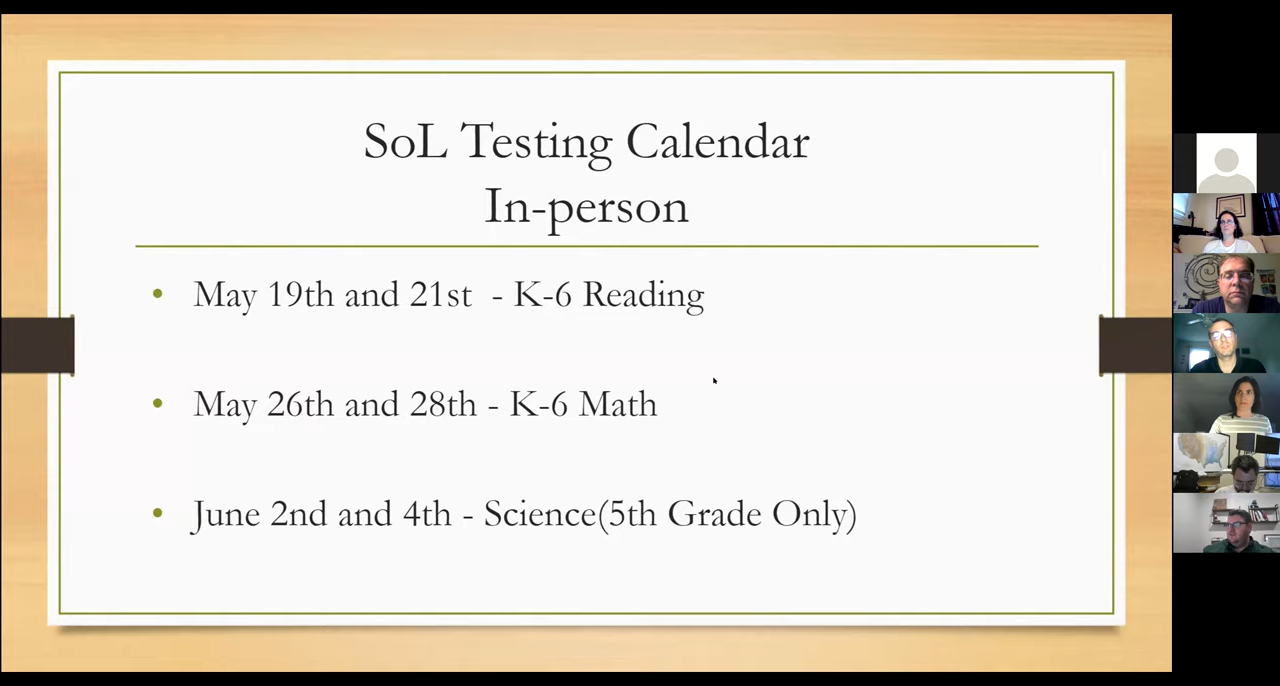 SoL Testing Calendar
In-person
• May 19th and 21st - K-6 Reading
• May 26th and 28th - K-6 Math
• June 2nd and 4th - Science(5th Grade Only)